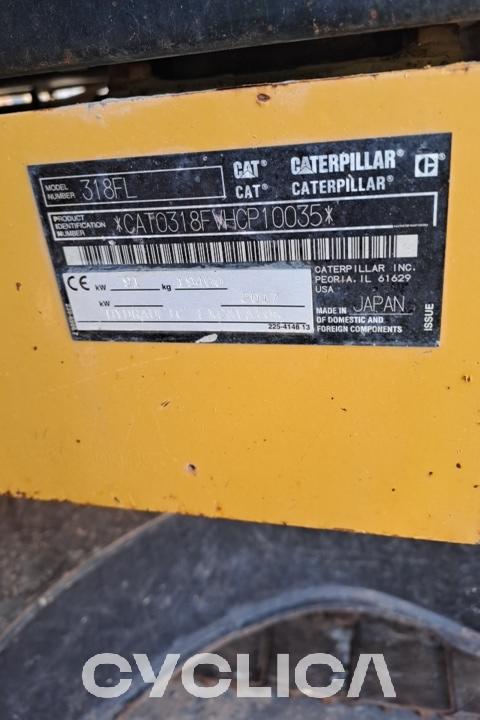 MODEL NUMBER 318FL
CAT® CATERPILLAR®
CAT® CATERPILLAR®
PRODUCT IDENTIFICATION NUMBER *CAT0318FVHCP10035*
CATERPILLAR INC.
PEORIA, IL 61629
USA
CE kW kg
kW 2017
HYDRAULIC EXCAVATOR
225-4148 13
MADE IN JAPAN
OF DOMESTIC AND
FOREIGN COMPONENTS
ISSUE
CYCLICA